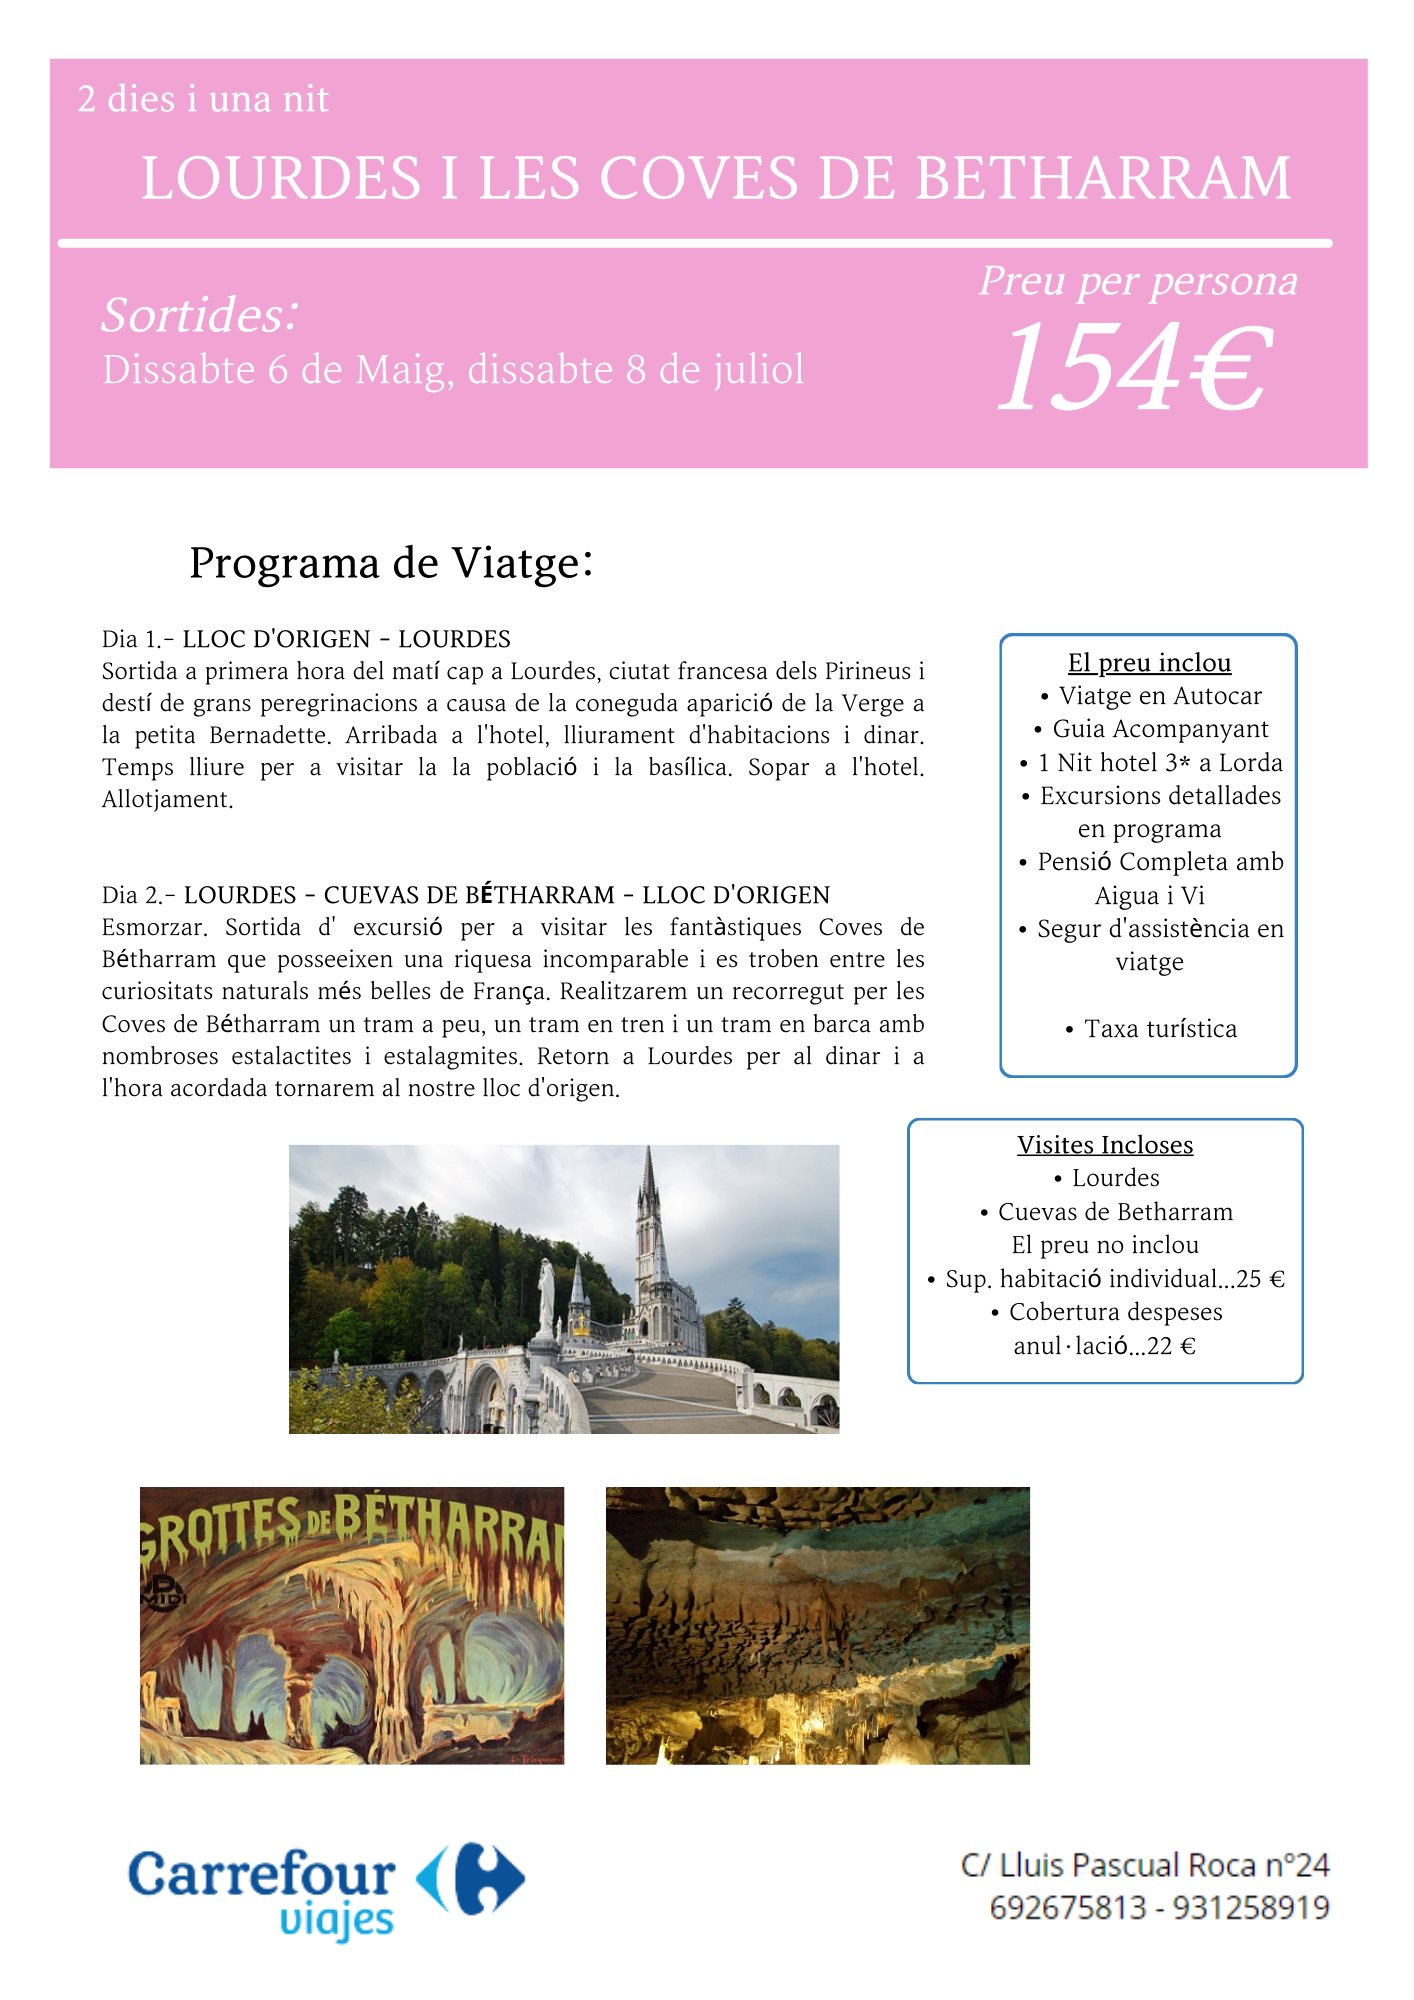 2 dies i una nit
LOURDES I LES COVES DE BETHARRAM
Sortides:
Dissabte 6 de Maig, dissabte 8 de juliol
Preu per persona
154€
Programa de Viatge:
Dia 1.- LLOC D'ORIGEN - LOURDES
Sortida a primera hora del matí cap a Lourdes, ciutat francesa dels Pirineus i
destí de grans peregrinacions a causa de la coneguda aparició de la Verge a
la petita Bernadette. Arribada a l'hotel, lliurament d'habitacions i dinar.
Temps lliure per a visitar la la població i la basílica. Sopar a l'hotel.
Allotjament.
Dia 2.- LOURDES - CUEVAS DE BÉTHARRAM - LLOC D'ORIGEN
Esmorzar. Sortida d' excursió per a visitar les fantàstiques Coves de
Bétharram que posseeixen una riquesa incomparable i es troben entre les
curiositats naturals més belles de França. Realitzarem un recorregut per les
Coves de Bétharram un tram a peu, un tram en tren i un tram en barca amb
nombroses estalactites i estalagmites. Retorn a Lourdes per al dinar i a
l'hora acordada tornarem al nostre lloc d'origen.
El preu inclou
• Viatge en Autocar
• Guia Acompanyant
• 1 Nit hotel 3* a Lorda
• Excursions detallades
en programa
• Pensió Completa amb
Aigua i Vi
• Segur d'assistència en
viatge
• Taxa turística
Visites Incloses
• Lourdes
• Cuevas de Betharram
El preu no inclou
• Sup. habitació individual...25 €
• Cobertura despeses
anul·lació...22 €
GROTTES DE BÉTHARRAM
MIDI
Carrefour
viajes
C/ Lluis Pascual Roca nº24
692675813 - 931258919